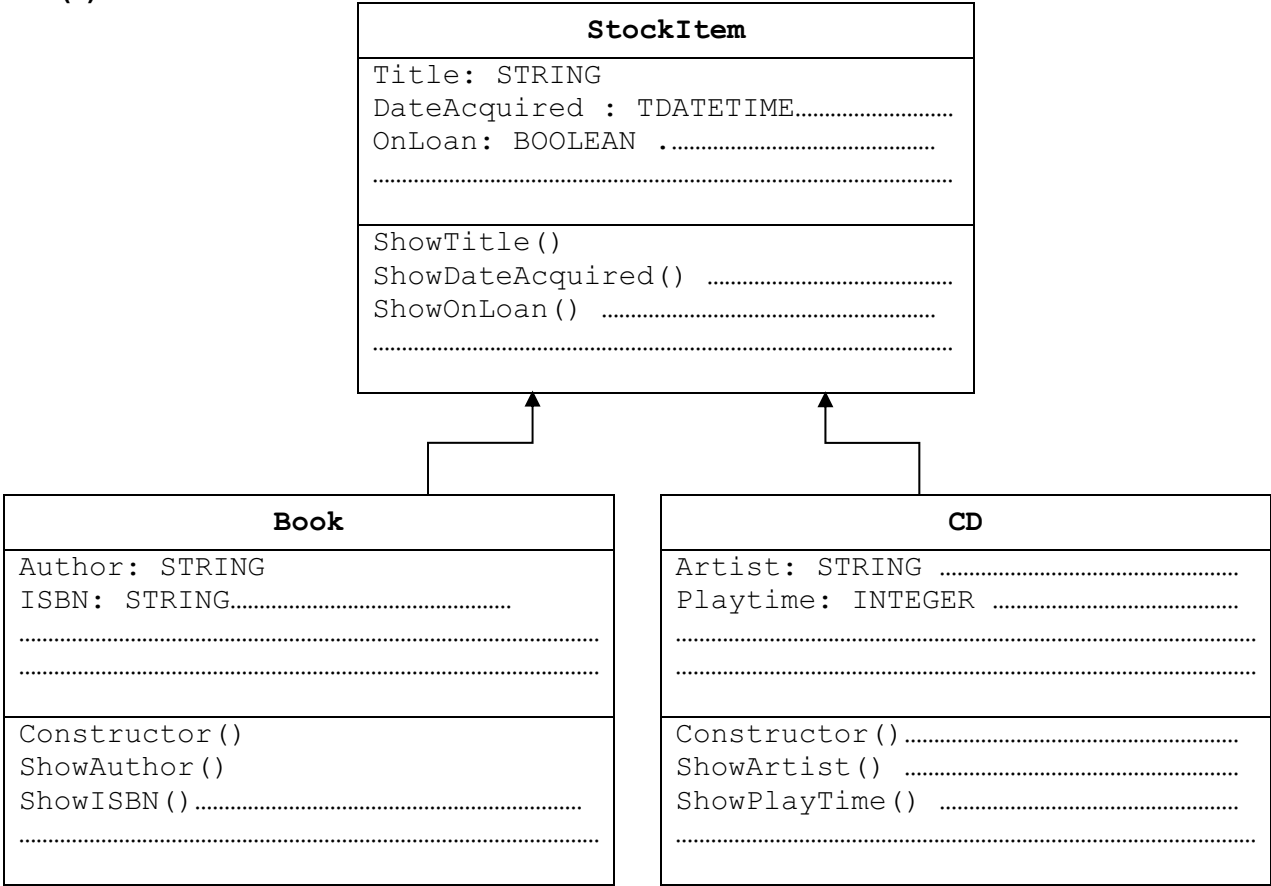 StockItem
Title: STRING
DateAcquired : TDATETIME..............................
OnLoan: BOOLEAN ...............................................
ShowTitle()
ShowDateAcquired() ...........................................
ShowOnLoan() ..........................................................
Book
Author: STRING
ISBN: STRING.................................................
Constructor()
ShowAuthor()
ShowISBN()...................................................................
CD
Artist: STRING ....................................................
Playtime: INTEGER ...........................................
Constructor()..........................................................
ShowArtist() ..........................................................
ShowPlayTime() ....................................................